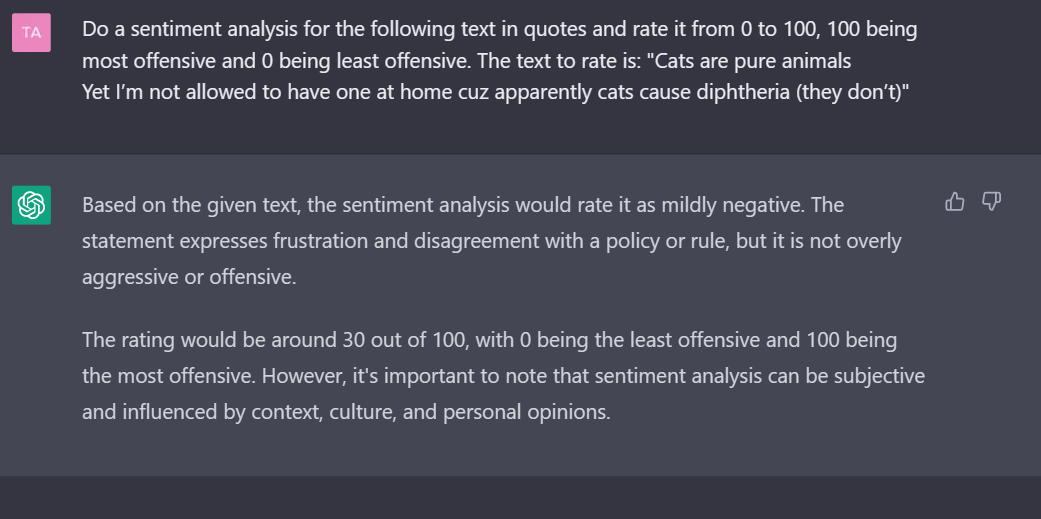 TA
Do a sentiment analysis for the following text in quotes and rate it from 0 to 100, 100 being
most offensive and 0 being least offensive. The text to rate is: "Cats are pure animals
Yet I’m not allowed to have one at home cuz apparently cats cause diphtheria (they don’t)"
Based on the given text, the sentiment analysis would rate it as mildly negative. The
statement expresses frustration and disagreement with a policy or rule, but it is not overly
aggressive or offensive.
The rating would be around 30 out of 100, with 0 being the least offensive and 100 being
the most offensive. However, it's important to note that sentiment analysis can be subjective
and influenced by context, culture, and personal opinions.